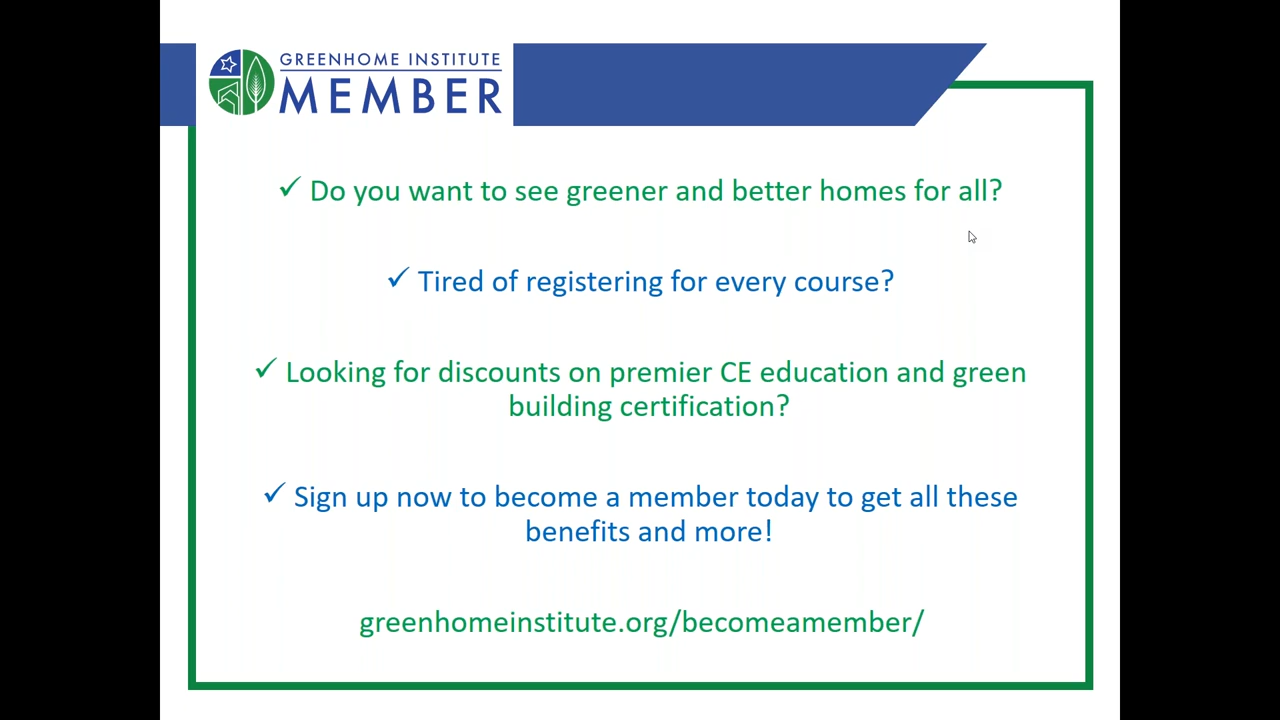 GREENHOME INSTITUTE
MEMBER
✓ Do you want to see greener and better homes for all?
✓ Tired of registering for every course?
✓ Looking for discounts on premier CE education and green
building certification?
✓ Sign up now to become a member today to get all these
benefits and more!
greenhomeinstitute.org/becomeamember/